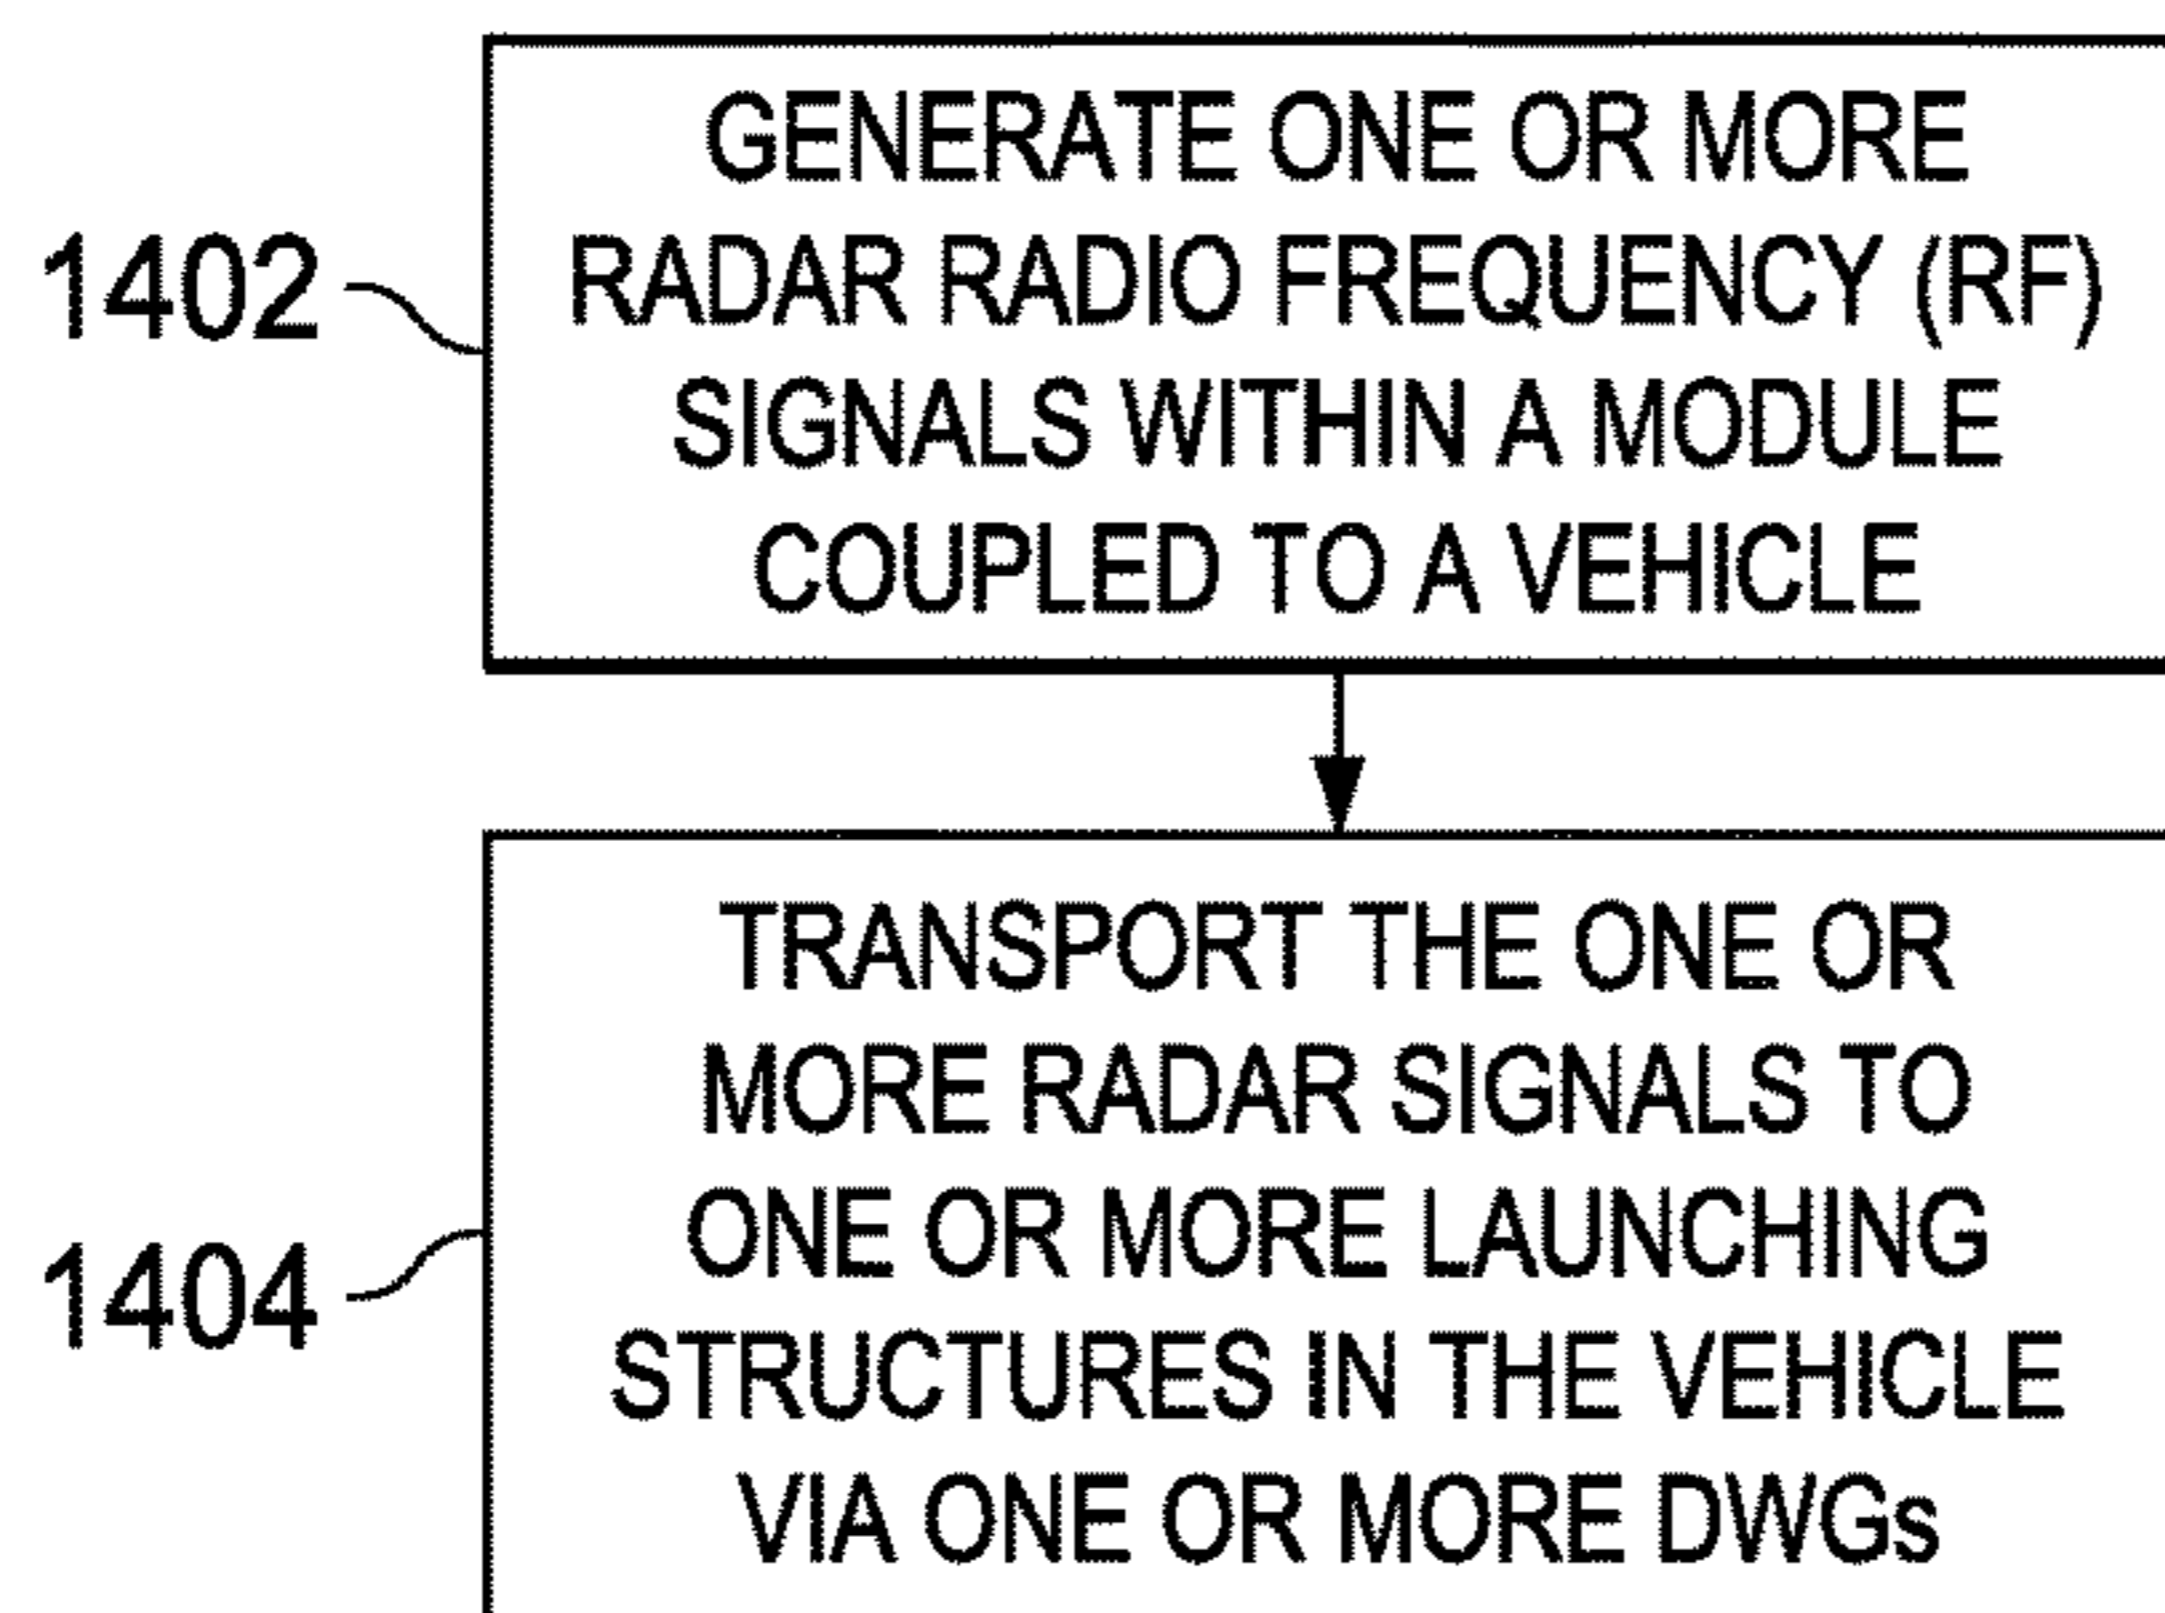 GENERATE ONE OR MORE
1402
RADAR RADIO FREQUENCY (RF)
SIGNALS WITHIN A MODULE
COUPLED TO A VEHICLE
TRANSPORT THE ONE OR
MORE RADAR SIGNALS TO
ONE OR MORE LAUNCHING
1404
STRUCTURES IN THE VEHICLE
VIA ONE OR MORE DWGs